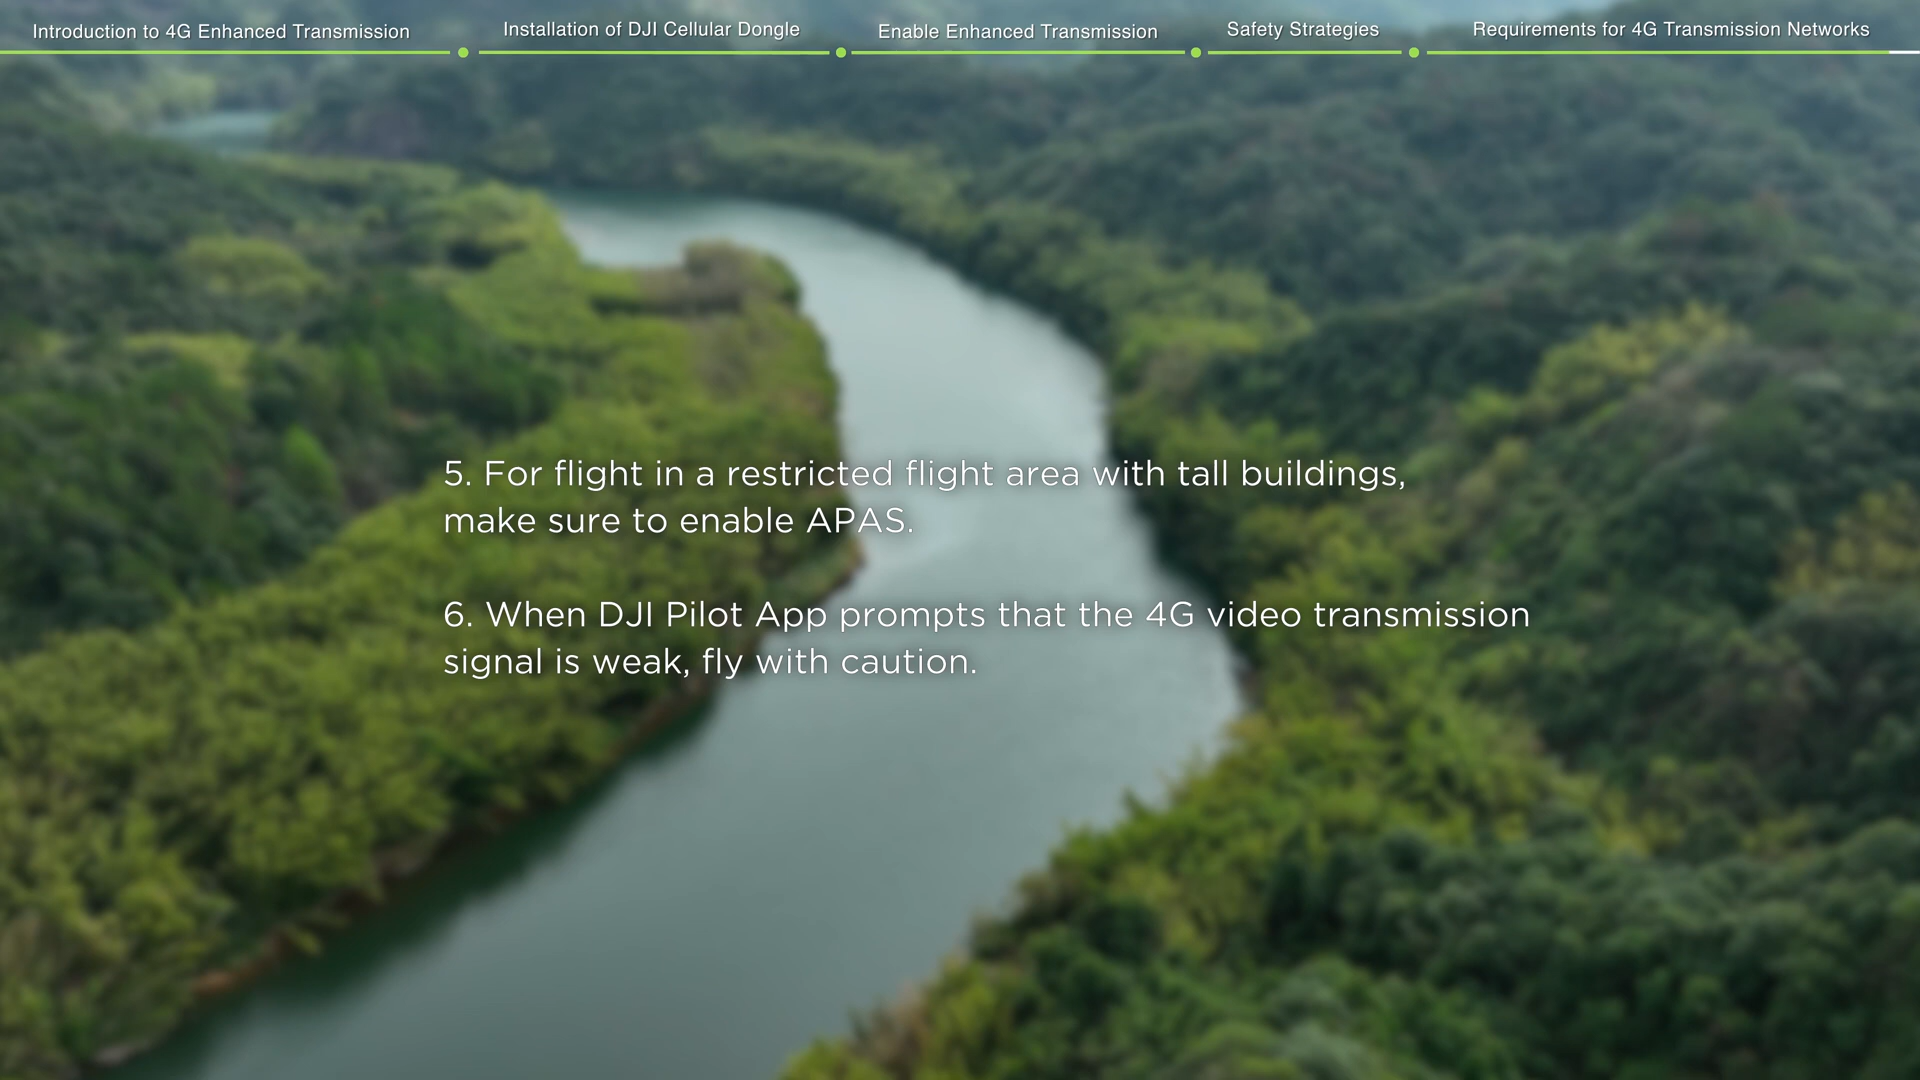 Introduction to 4G Enhanced Transmission
Installation of DJI Cellular Dongle
Enable Enhanced Transmission
Safety Strategies
Requirements for 4G Transmission Networks
5. For flight in a restricted flight area with tall buildings,
make sure to enable APAS.
6. When DJI Pilot App prompts that the 4G video transmission
signal is weak, fly with caution.